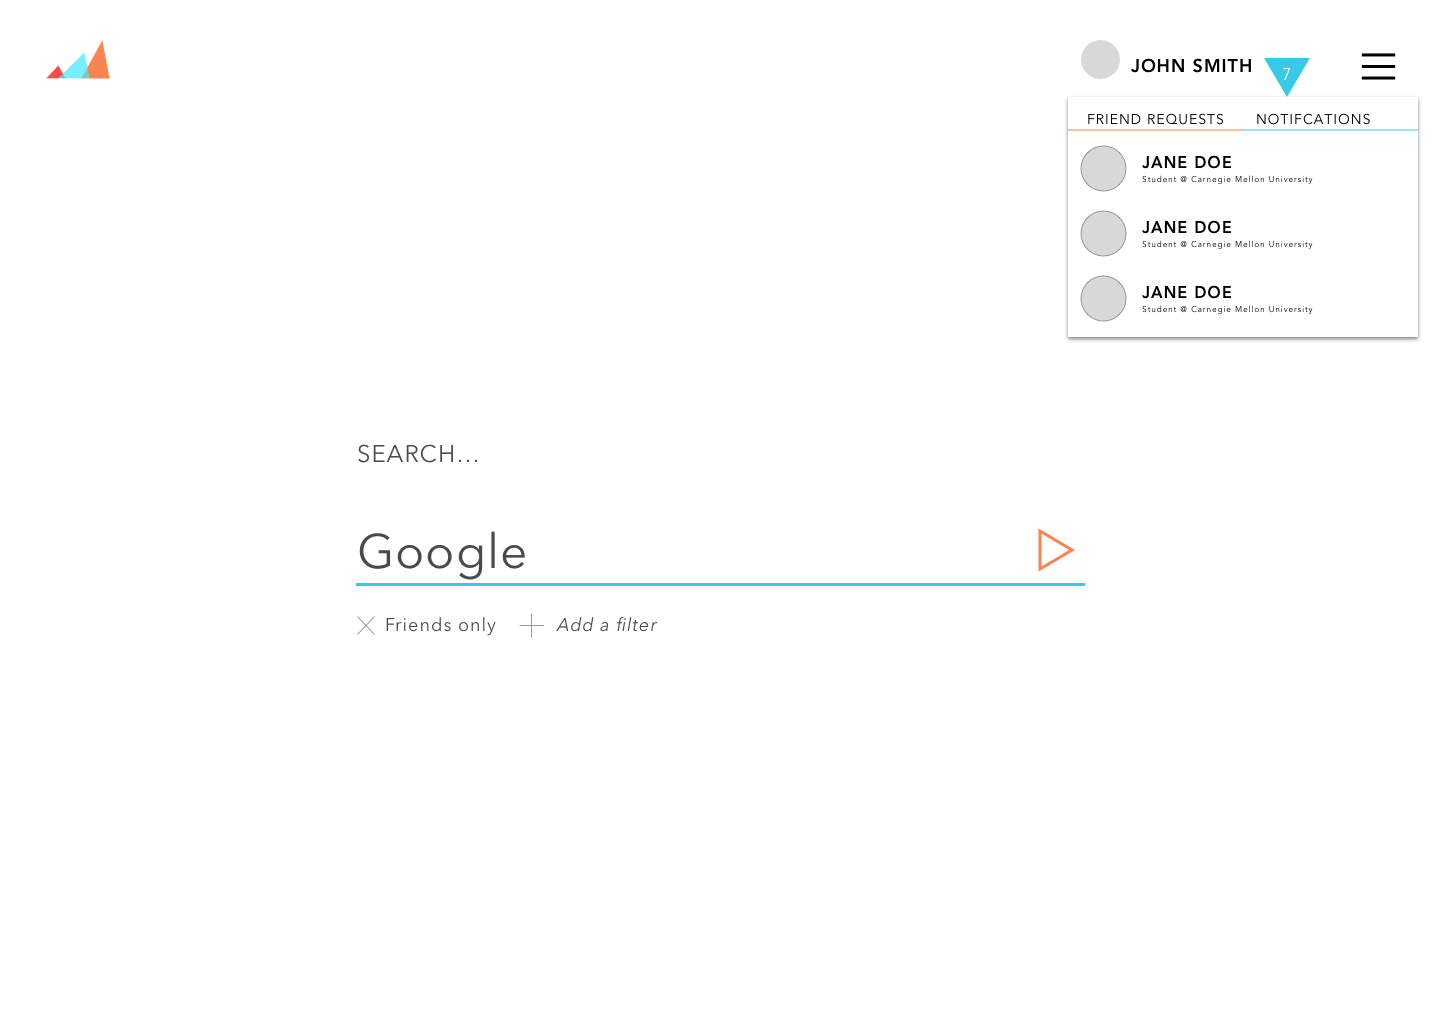 JOHN SMITH
7
FRIEND REQUESTS NOTIFCATIONS
JANE DOE
Student @ Carnegie Mellon University
JANE DOE
Student @ Carnegie Mellon University
JANE DOE
Student @ Carnegie Mellon University
SEARCH...
Google
Friends only Add a filter